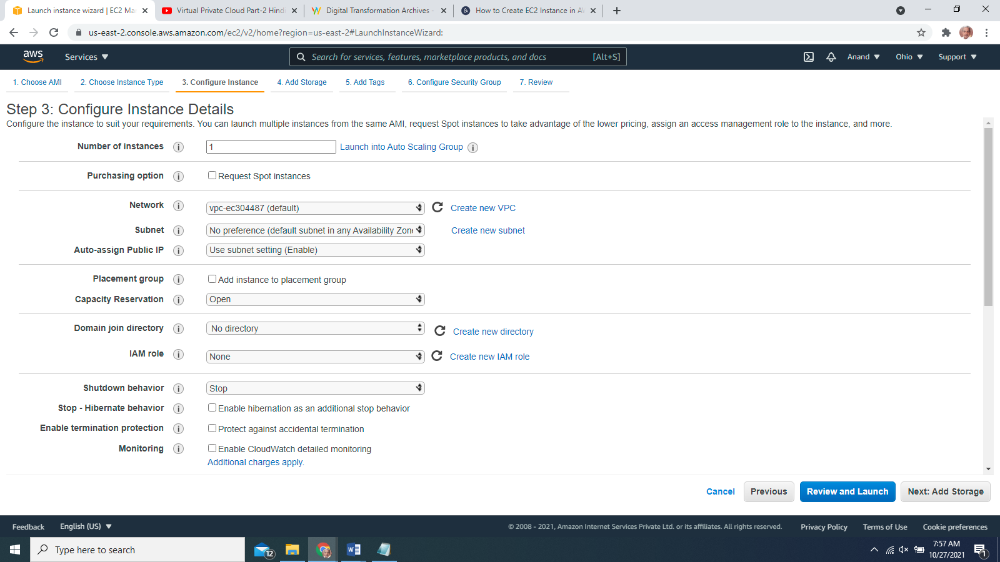 Launch instance wizard | EC2 Ma
Virtual Private Cloud Part-2 Hindi
Digital Transformation Archives -
How to Create EC2 Instance in A
us-east-2.console.aws.amazon.com/ec2/v2/home?region=us-east-2#LaunchInstanceWizard:
aws
Services
Search for services, features, marketplace products, and docs
[Alt+S]
Anand
Ohio
Support
1. Choose AMI
2. Choose Instance Type
3. Configure Instance
4. Add Storage
5. Add Tags
6. Configure Security Group
7. Review
Step 3: Configure Instance Details
Configure the instance to suit your requirements. You can launch multiple instances from the same AMI, request Spot instances to take advantage of the lower pricing, assign an access management role to the instance, and more.
Number of instances
1
Launch into Auto Scaling Group
Purchasing option
Request Spot instances
Network
vpc-ec304487 (default)
Create new VPC
Subnet
No preference (default subnet in any Availability Zone
Create new subnet
Auto-assign Public IP
Use subnet setting (Enable)
Placement group
Add instance to placement group
Capacity Reservation
Open
Domain join directory
No directory
Create new directory
IAM role
None
Create new IAM role
Shutdown behavior
Stop
Stop - Hibernate behavior
Enable hibernation as an additional stop behavior
Enable termination protection
Protect against accidental termination
Monitoring
Enable CloudWatch detailed monitoring
Additional charges apply.
Cancel
Previous
Review and Launch
Next: Add Storage
Feedback
English (US)
© 2008 - 2021, Amazon Internet Services Private Ltd. or its affiliates. All rights reserved.
Privacy Policy
Terms of Use
Cookie preferences
Type here to search
12
7:57 AM
10/27/2021
1